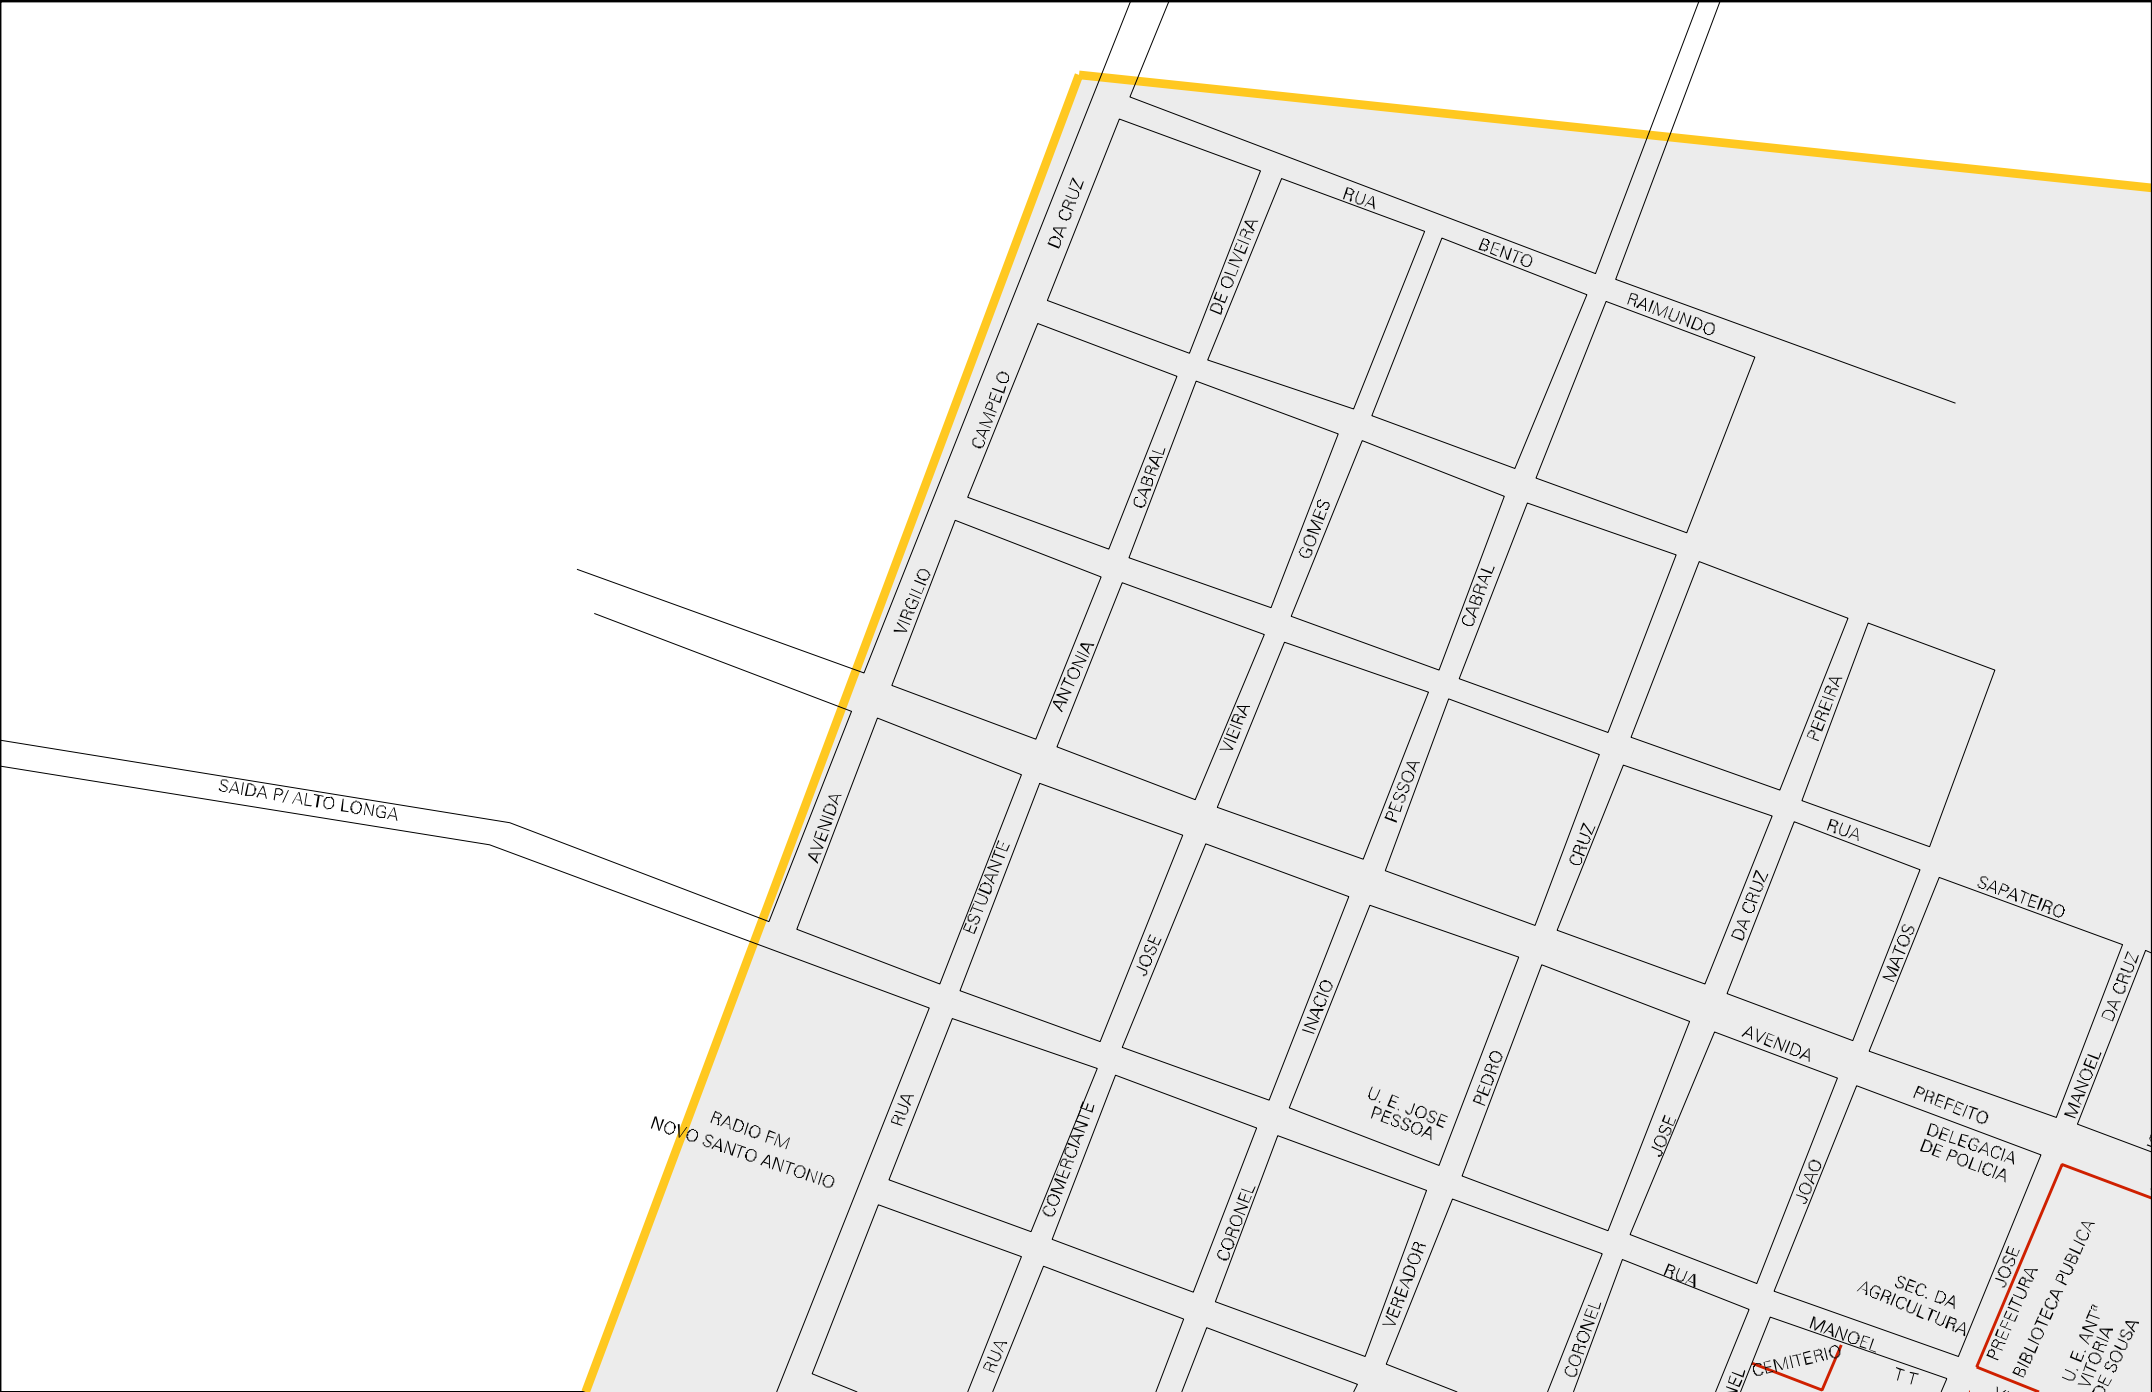 RUA
BENTO
RAIMUNDO
DA CRUZ
CAMPELO
VIRGILIO
AVENIDA
DE OLIVEIRA
CABRAL
ANTONIA
ESTUDANTE
RUA
GOMES
VIEIRA
JOSE
COMERCIANTE
RUA
CABRAL
PESSOA
INACIO
CORONEL
PEREIRA
CRUZ
PEDRO
VEREADOR
DA CRUZ
JOSE
CORONEL
MATOS
JOAO
RUA
SAPATEIRO
DA CRUZ
MANOEL
JOSE
AVENIDA
PREFEITO
SAIDA P/ ALTO LONGA
RADIO FM
NOVO SANTO ANTONIO
U. E. JOSE
PESSOA
DELEGACIA
DE POLICIA
SEC. DA
AGRICULTURA
RUA
MANOEL
T T
CEMITERIO
NEL
PREFEITURA
BIBLIOTECA PUBLICA
U. E. ANTª
VITORIA
DE SOUSA